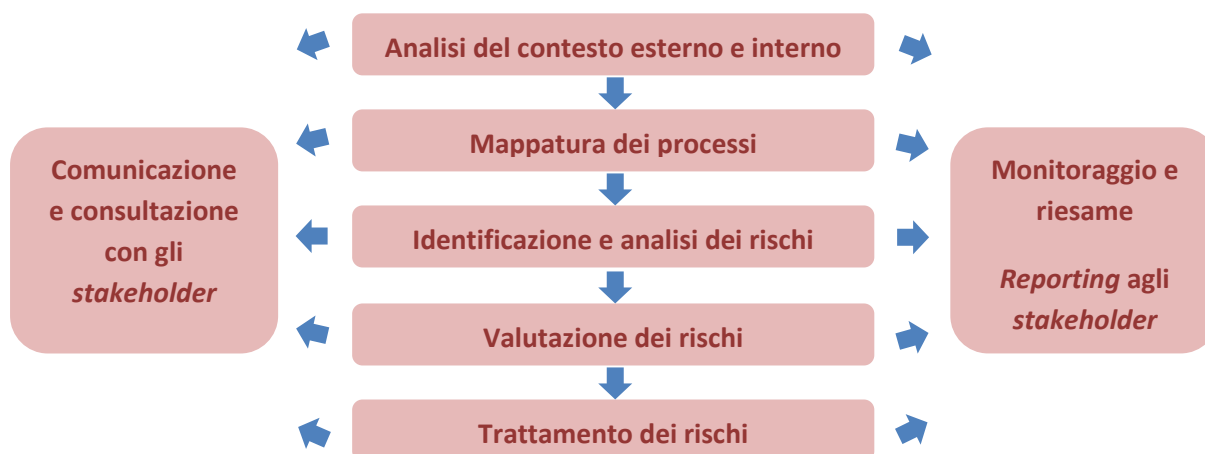 Analisi del contesto esterno e interno
Mappatura dei processi
Comunicazione
e consultazione
con gli
stakeholder
Identificazione e analisi dei rischi
Monitoraggio e
riesame
Reporting agli
stakeholder
Valutazione dei rischi
Trattamento dei rischi